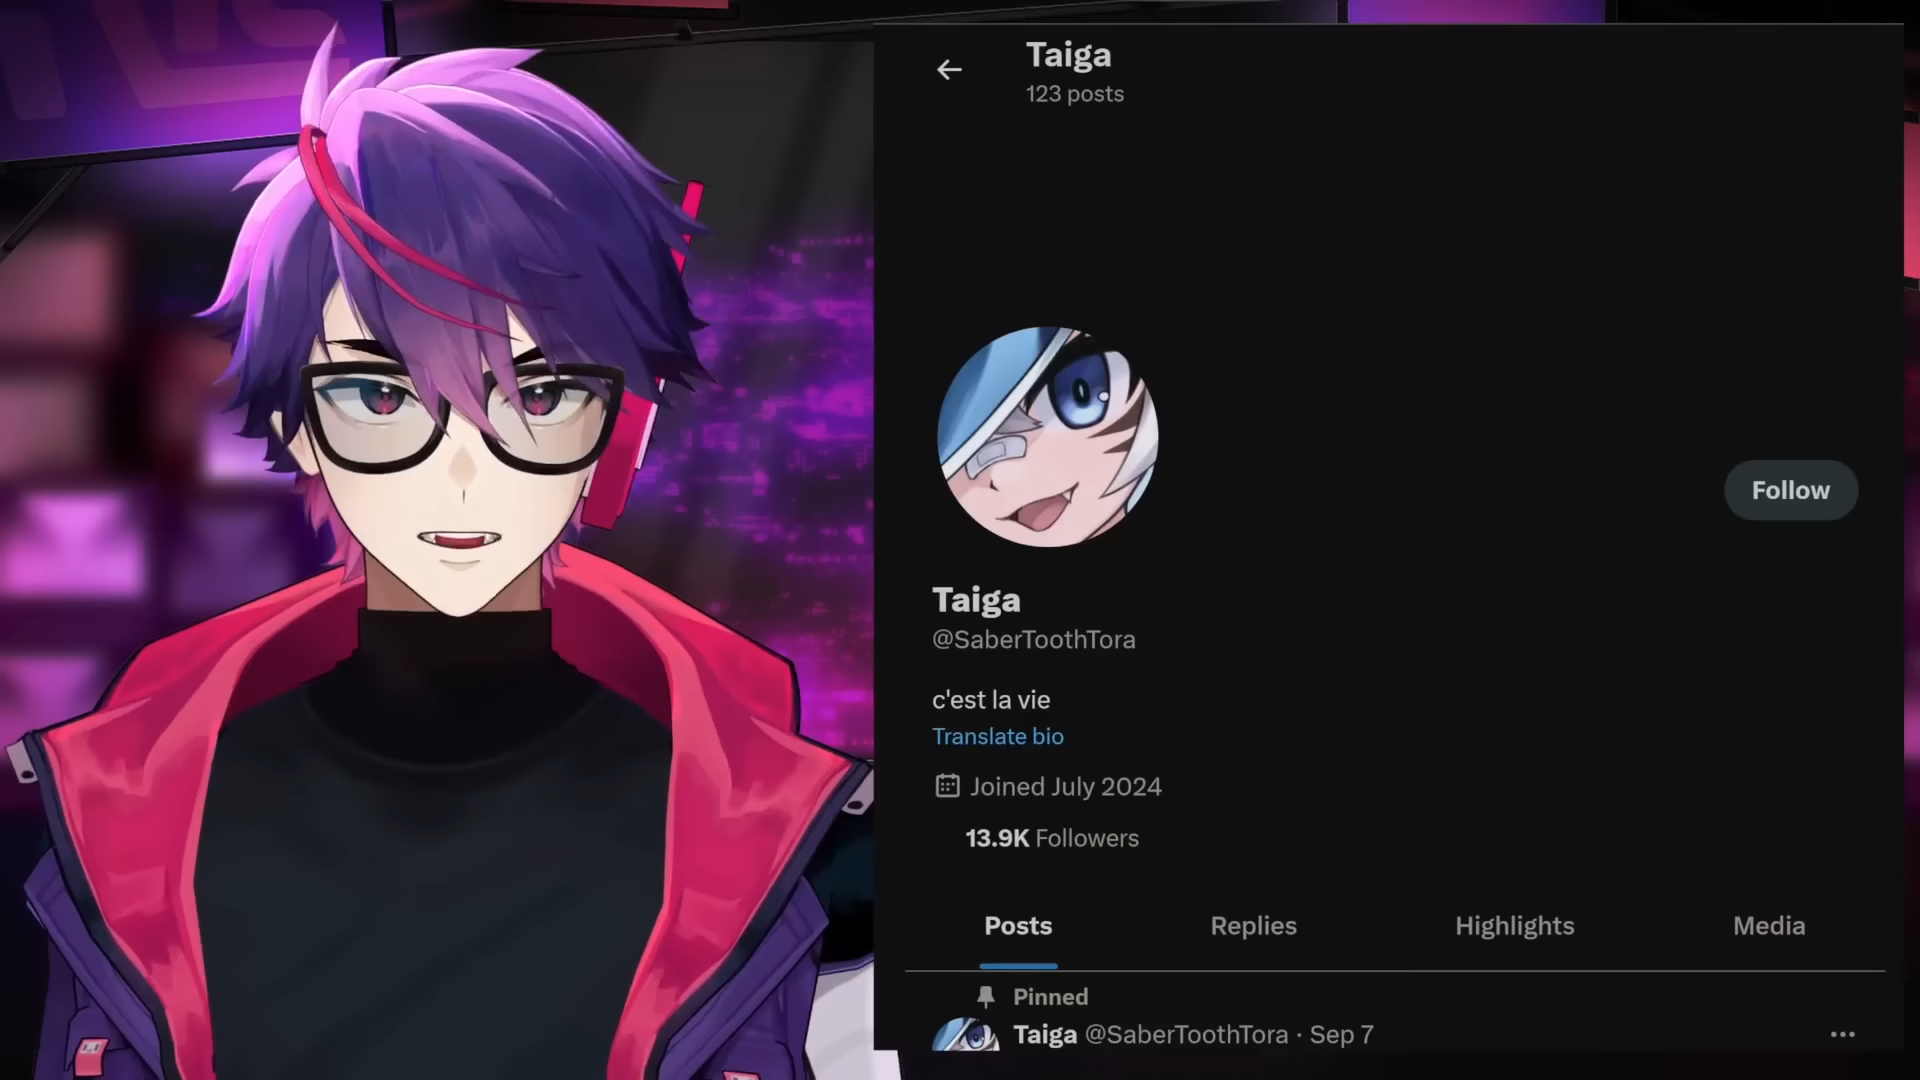 Taiga
123 posts
Follow
Taiga
@SaberToothTora
c'est la vie
Translate bio
Joined July 2024
13.9K Followers
Posts Replies Highlights Media
Pinned
Taiga @SaberToothTora · Sep 7